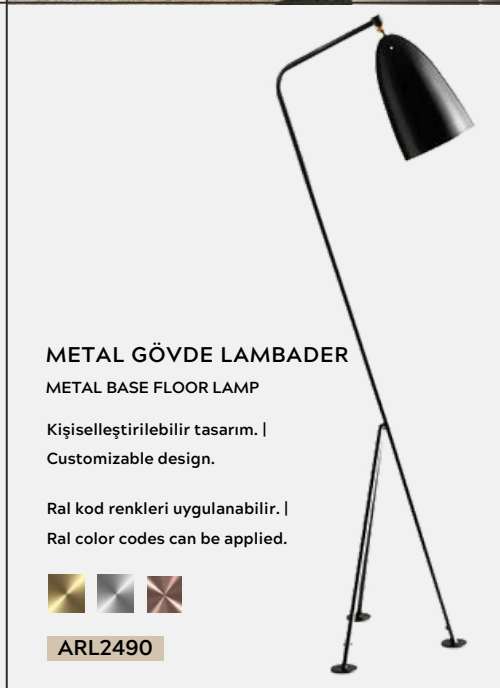 METAL GÖVDE LAMBADER
METAL BASE FLOOR LAMP
Kişiselleştirilebilir tasarım. |
Customizable design.
Ral kod renkleri uygulanabilir. |
Ral color codes can be applied.
ARL2490